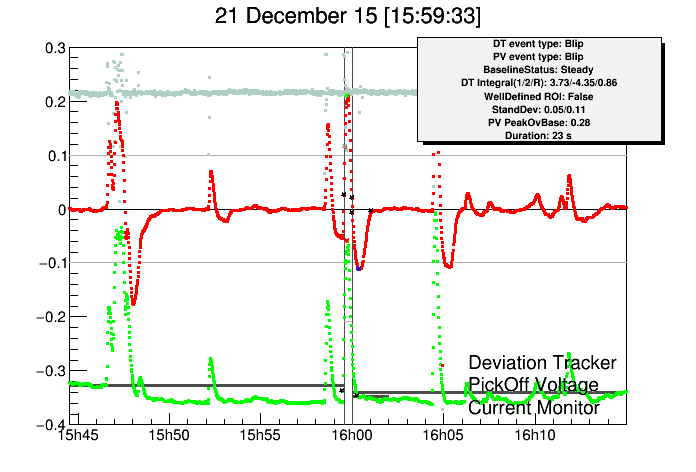 21 December 15 [15:59:33]
DT event type: Blip
PV event type: Blip
BaselineStatus: Steady
DT Integral(1/2/R): 3.73/-4.35/0.86
WellDefined ROI: False
StandDev: 0.05/0.11
PV PeakOvBase: 0.28
Duration: 23 s
0.3
0.2
0.1
0
−0.1
−0.2
−0.3
−0.4
Deviation Tracker
PickOff Voltage
Current Monitor
15h45 15h50 15h55 16h00 16h05 16h10